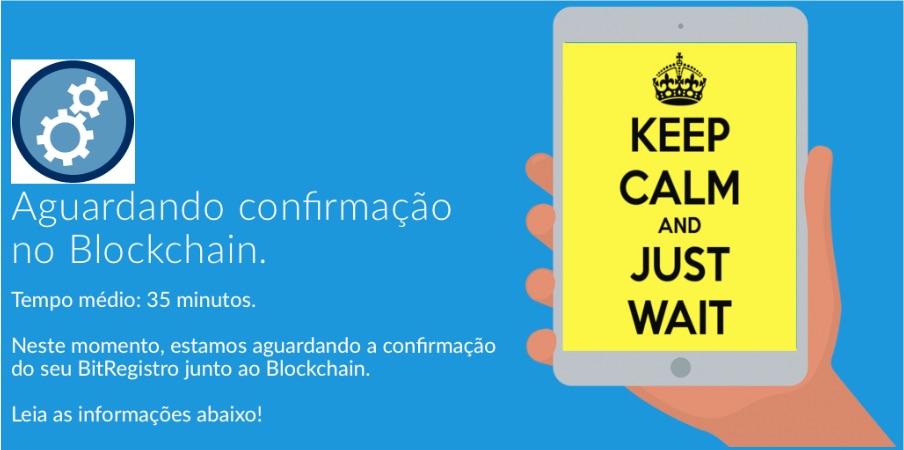 Aguardando confirmação
no Blockchain.
Tempo médio: 35 minutos.
Neste momento, estamos aguardando a confirmação
do seu BitRegistro junto ao Blockchain.
Leia as informações abaixo!
KEEP
CALM
AND
JUST
WAIT